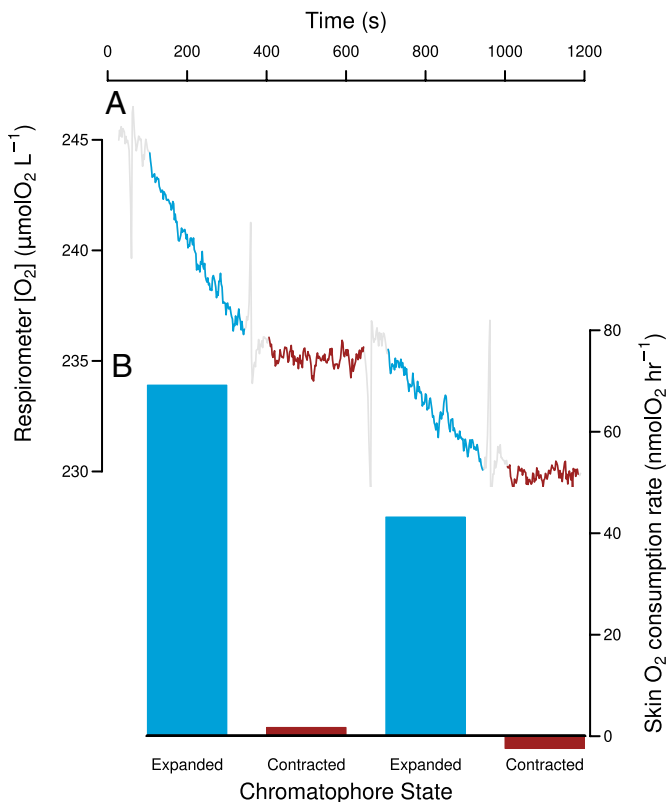 Time (s)
0 200 400 600 800 1000 1200
A
Respirometer [O₂] (µmolO₂ L⁻¹)
245
240
235
230
B
Skin O₂ consumption rate (nmolO₂ hr⁻¹)
80
60
40
20
0
Expanded Contracted Expanded Contracted
Chromatophore State